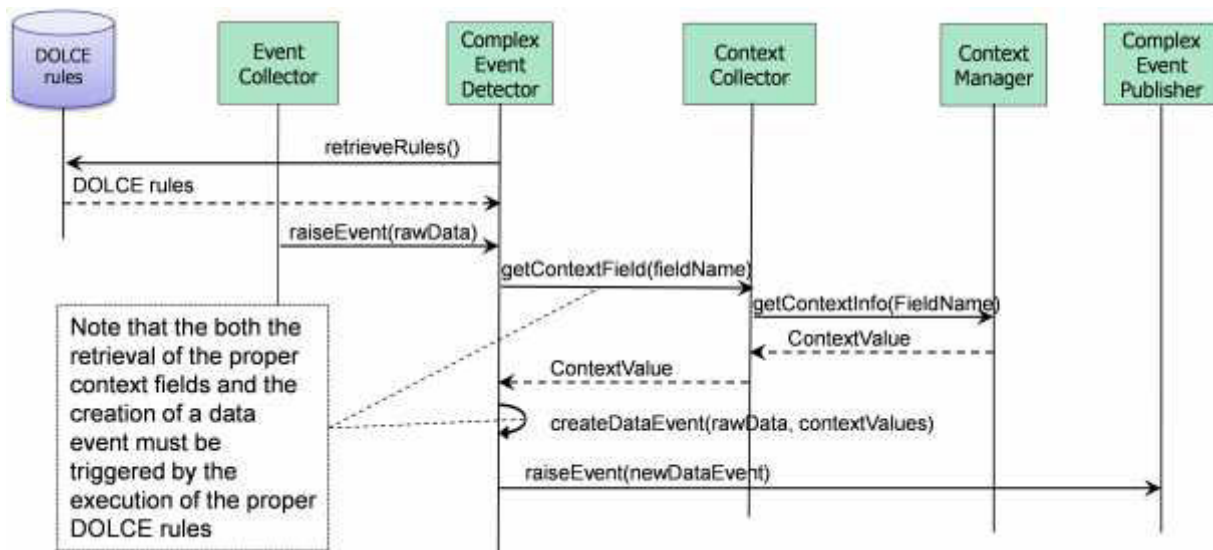 DOLCE
rules
Event
Collector
Complex
Event
Detector
Context
Collector
Context
Manager
Complex
Event
Publisher
retrieveRules()
DOLCE rules
raiseEvent(rawData)
getContextField(fieldName)
getContextInfo(FieldName)
ContextValue
ContextValue
createDataEvent(rawData, contextValues)
raiseEvent(newDataEvent)
Note that the both the
retrieval of the proper
context fields and the
creation of a data
event must be
triggered by the
execution of the proper
DOLCE rules